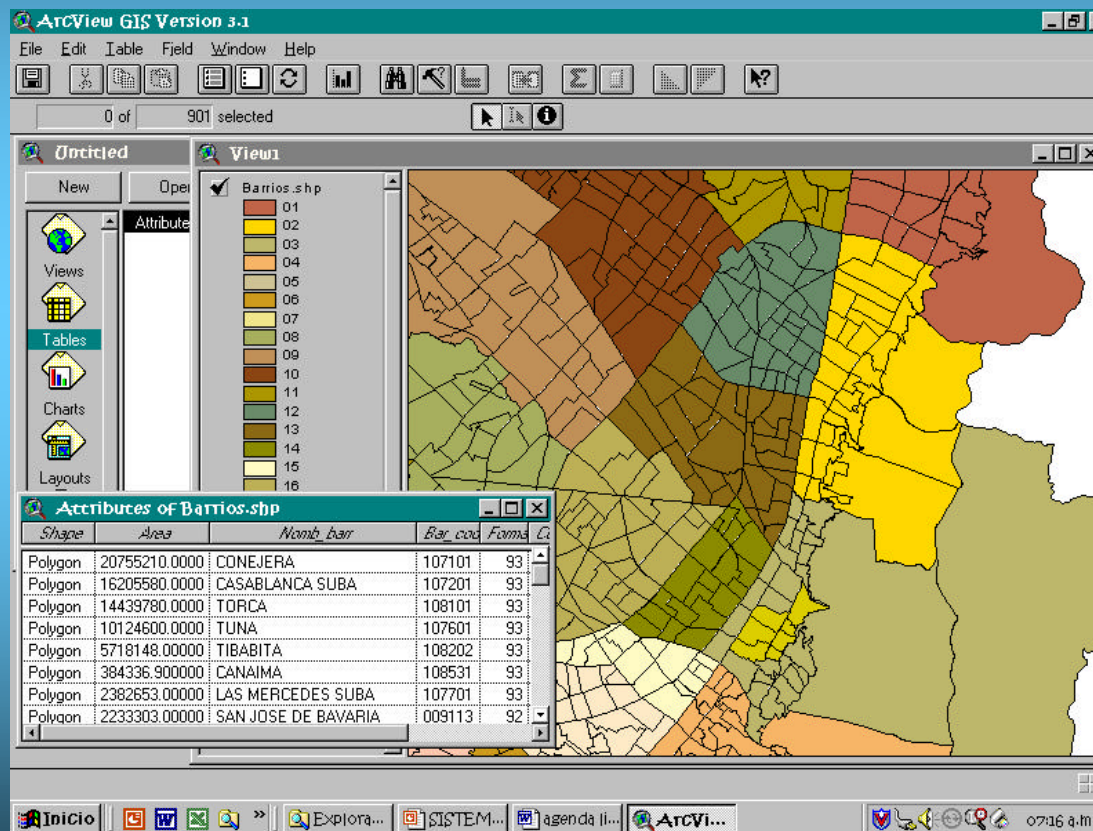 ArcView GIS Version 3.1
File Edit Table Field Window Help
0 of 901 selected
Untitled
New Open
Attribute
Views
Tables
Charts
Layouts
View1
Barrios.shp
01
02
03
04
05
06
07
08
09
10
11
12
13
14
15
16
Attributes of Barrios.shp
Shape Area Nomb_barr Bar_cod Forma
Polygon 20755210.0000 CONEJERA 107101 93
Polygon 16205580.0000 CASABLANCA SUBA 107201 93
Polygon 14439780.0000 TORCA 108101 93
Polygon 10124600.0000 TUNA 107601 93
Polygon 5718148.00000 TIBABITA 108202 93
Polygon 384336.900000 CANAIMA 108531 93
Polygon 2382653.00000 LAS MERCEDES SUBA 107701 93
Polygon 2233303.00000 SAN JOSE DE BAVARIA 009113 92
Inicio » Explora... SISTEM... agenda li... ArcVi... 07:16 a.m